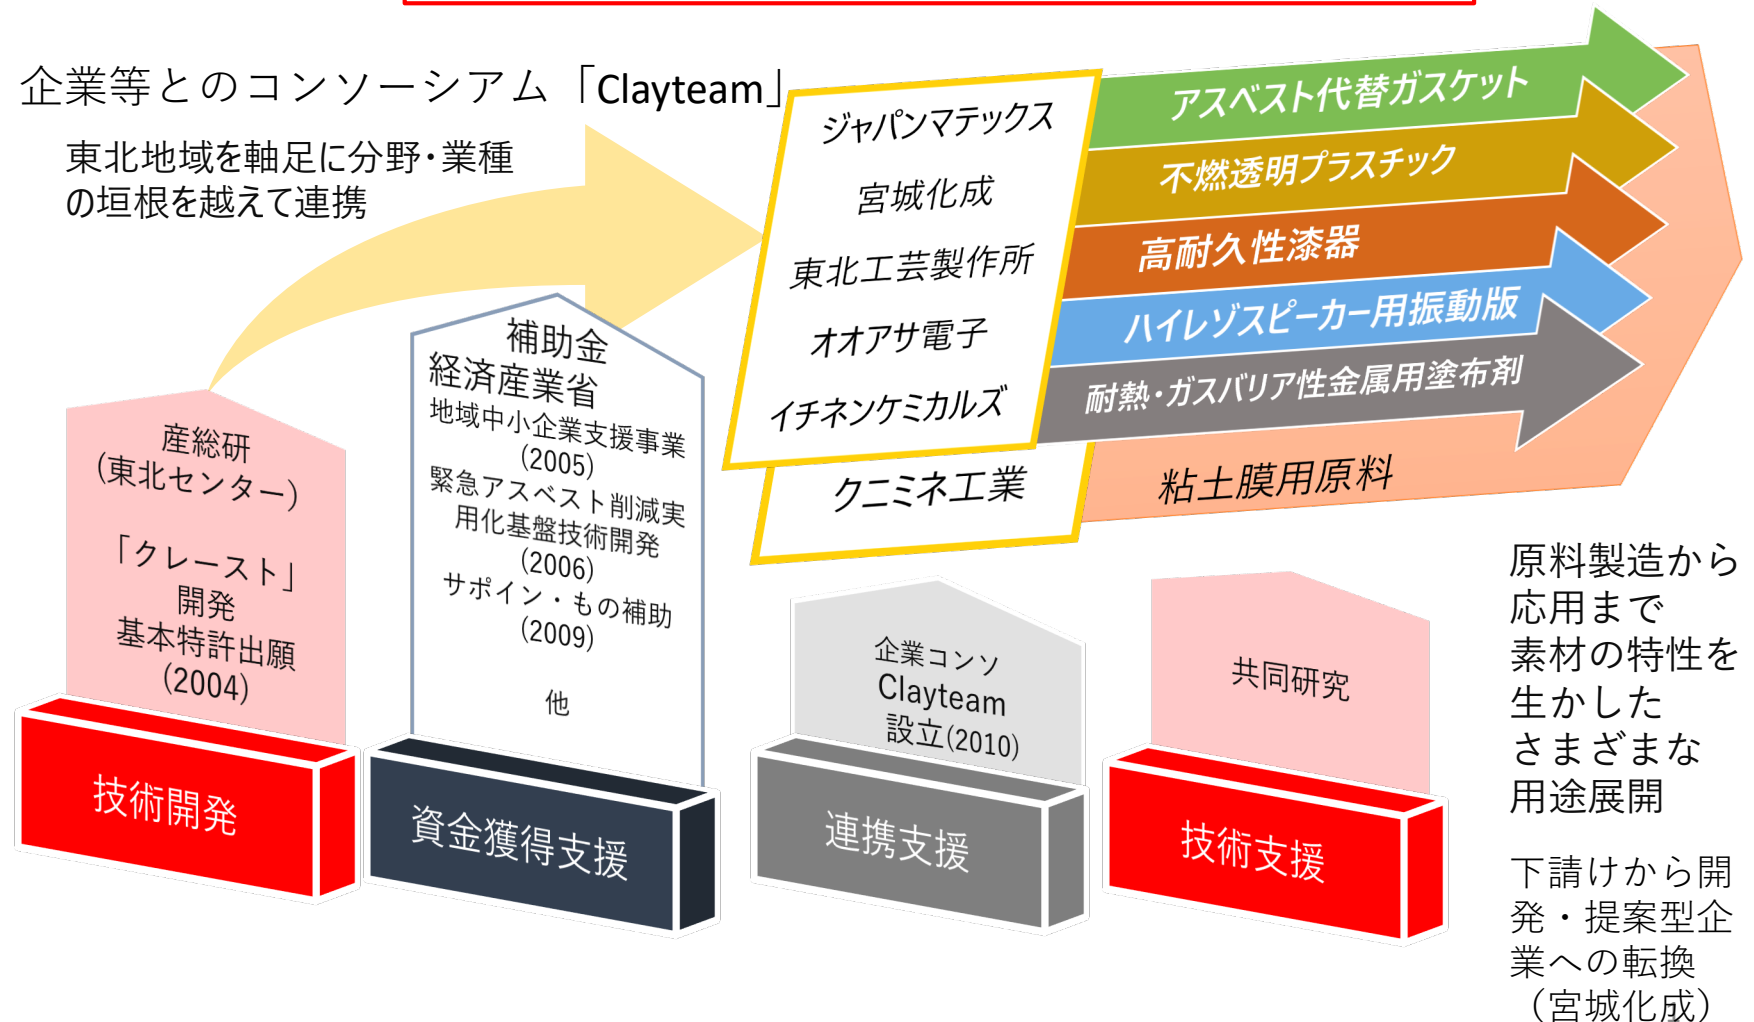 企業等とのコンソーシアム「Clayteam」
東北地域を軸足に分野・業種
の垣根を越えて連携
ジャパンマテックス
宮城化成
東北工芸製作所
オオアサ電子
イチネンケミカルズ
クニミネ工業
アスベスト代替ガスケット
不燃透明プラスチック
高耐久性漆器
ハイレゾスピーカー用振動版
耐熱・ガスバリア性金属用塗布剤
粘土膜用原料
産総研
(東北センター)
「クレースト」
開発
基本特許出願
(2004)
技術開発
補助金
経済産業省
地域中小企業支援事業
(2005)
緊急アスベスト削減実
用化基盤技術開発
(2006)
サポイン・もの補助
(2009)
他
資金獲得支援
企業コンソ
Clayteam
設立(2010)
連携支援
共同研究
技術支援
原料製造から
応用まで
素材の特性を
生かした
さまざまな
用途展開
下請けから開
発・提案型企
業への転換
（宮城化成）